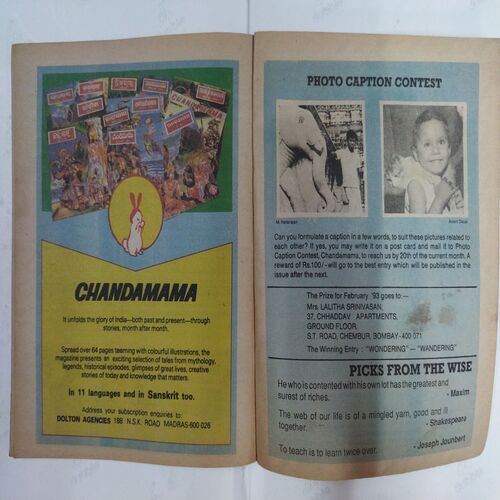 CHANDAMAMA
CHANDAMAMA
It unfolds the glory of India—both past and present—through
stories, month after month.
Spread over 64 pages teeming with colourful illustrations, the
magazine presents an exciting selection of tales from mythology,
legends, historical episodes, glimpses of great lives, creative
stories of today and knowledge that matters.
In 11 languages and in Sanskrit too.
Address your subscription enquiries to:
DOLTON AGENCIES 188 N.S.K. ROAD MADRAS-600 026
PHOTO CAPTION CONTEST
M. Natarajan
Anant Desai
Can you formulate a caption in a few words, to suit these pictures related to
each other? If yes, you may write it on a post card and mail it to Photo
Caption Contest, Chandamama, to reach us by 20th of the current month. A
reward of Rs.100/- will go to the best entry which will be published in the
issue after the next.
The Prize for February '93 goes to:—
Mrs. LALITHA SRINIVASAN,
37, CHHADDAV APARTMENTS,
GROUND FLOOR,
S.T. ROAD, CHEMBUR, BOMBAY - 400 071
The Winning Entry : "WONDERING" — "WANDERING"
PICKS FROM THE WISE
He who is contented with his own lot has the greatest and
surest of riches.
- Maxim
The web of our life is of a mingled yarn, good and ill
together.
- Shakespeare
To teach is to learn twice over.
- Joseph Jounbert